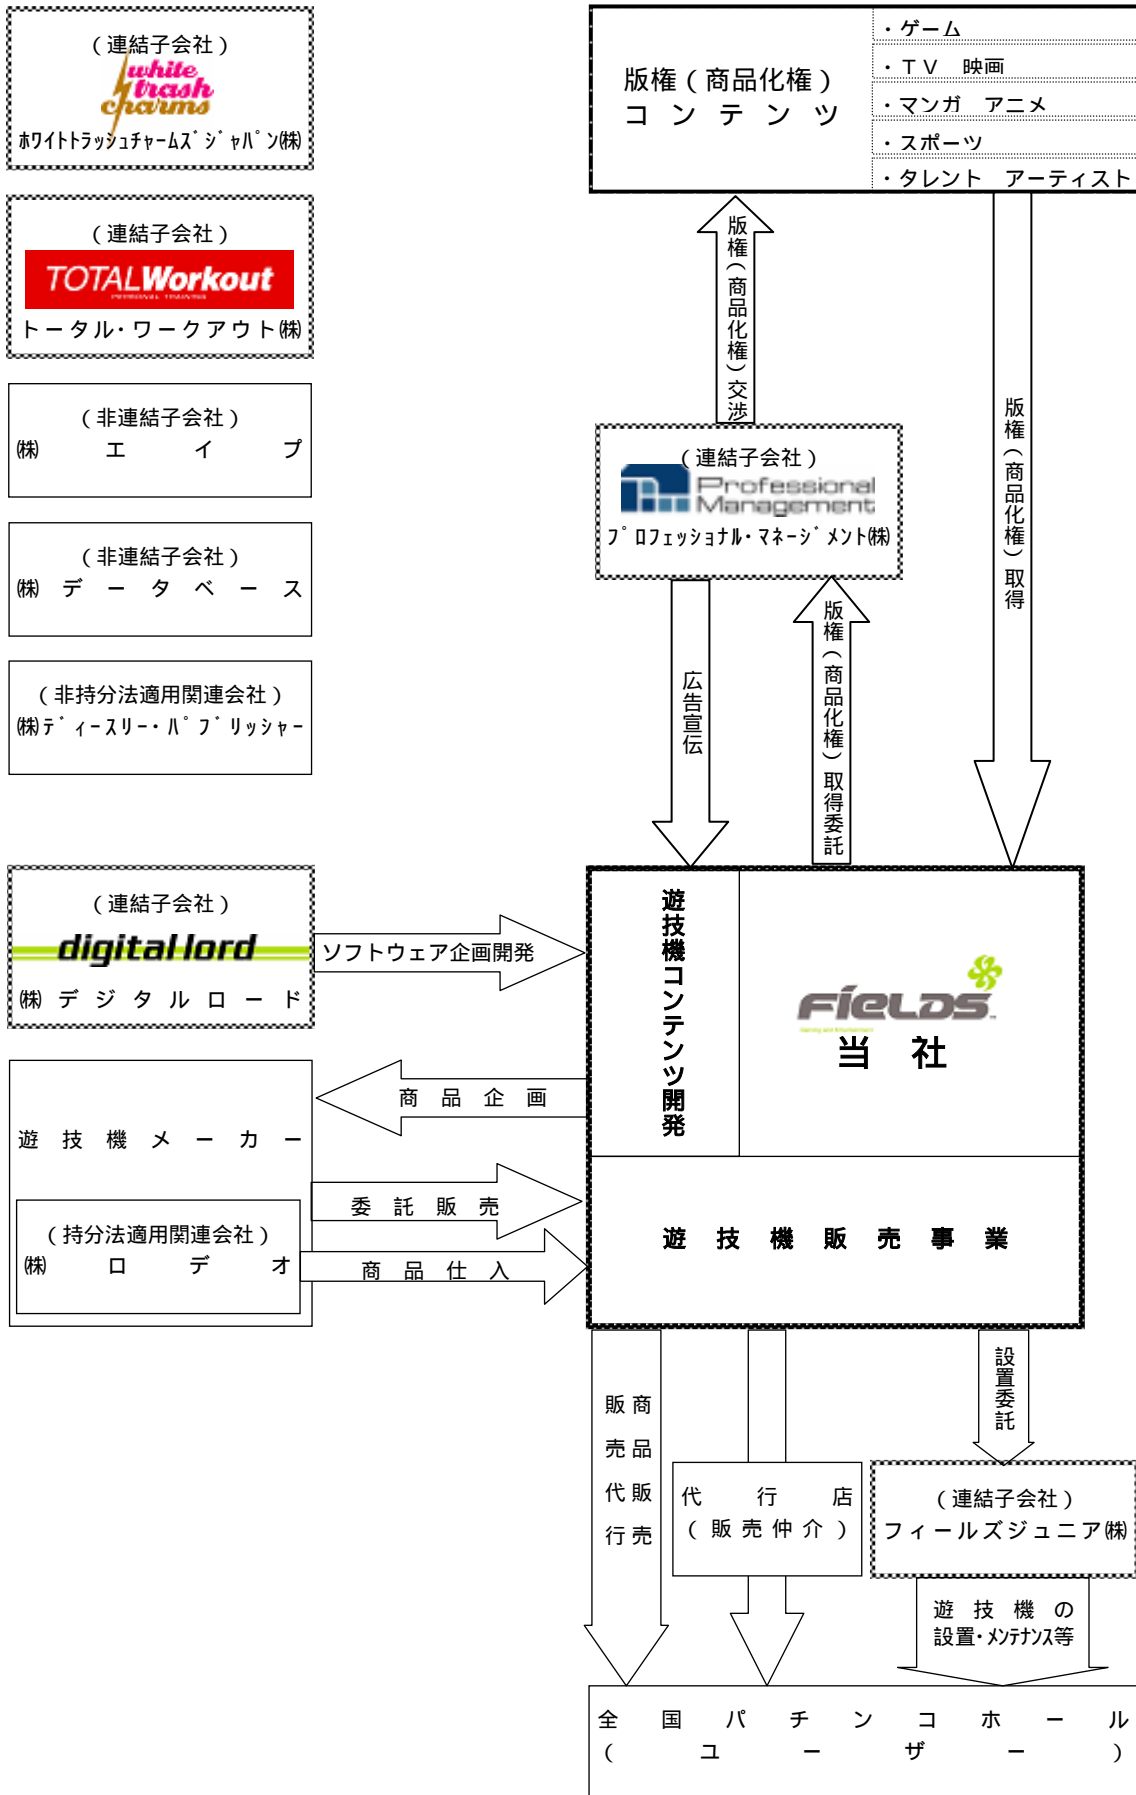 （連結子会社）
white
trash
charms
ﾎﾜｲﾄﾄﾗｯｼｭﾁｬｰﾑｽﾞｼﾞｬﾊﾟﾝ㈱
（連結子会社）
TOTAL Workout
PERSONAL TRAINING
トータル・ワークアウト㈱
（非連結子会社）
㈱エイプ
（非連結子会社）
㈱データベース
（非持分法適用関連会社）
㈱ﾃﾞｨｰｽﾘｰ・ﾊﾟﾌﾞﾘｯｼｬｰ
版権（商品化権）
コンテンツ
・ゲーム
・ＴＶ　映画
・マンガ　アニメ
・スポーツ
・タレント　アーティスト
版権（商品化権）交渉
版権（商品化権）取得
（連結子会社）
Professional
Management
ﾌﾟﾛﾌｪｯｼｮﾅﾙ・ﾏﾈｰｼﾞﾒﾝﾄ㈱
広告宣伝
版権（商品化権）取得委託
（連結子会社）
digital lord
㈱デジタルロード
ソフトウェア企画開発
遊技機コンテンツ開発
FIELDS
当社
商品企画
遊技機メーカー
委託販売
（持分法適用関連会社）
㈱ロデオ
商品仕入
遊技機販売事業
商品販売
販売代行
代行店
（販売仲介）
設置委託
（連結子会社）
フィールズジュニア㈱
遊技機の
設置・ﾒﾝﾃﾅﾝｽ等
全国パチンコホール
（ユーザー）